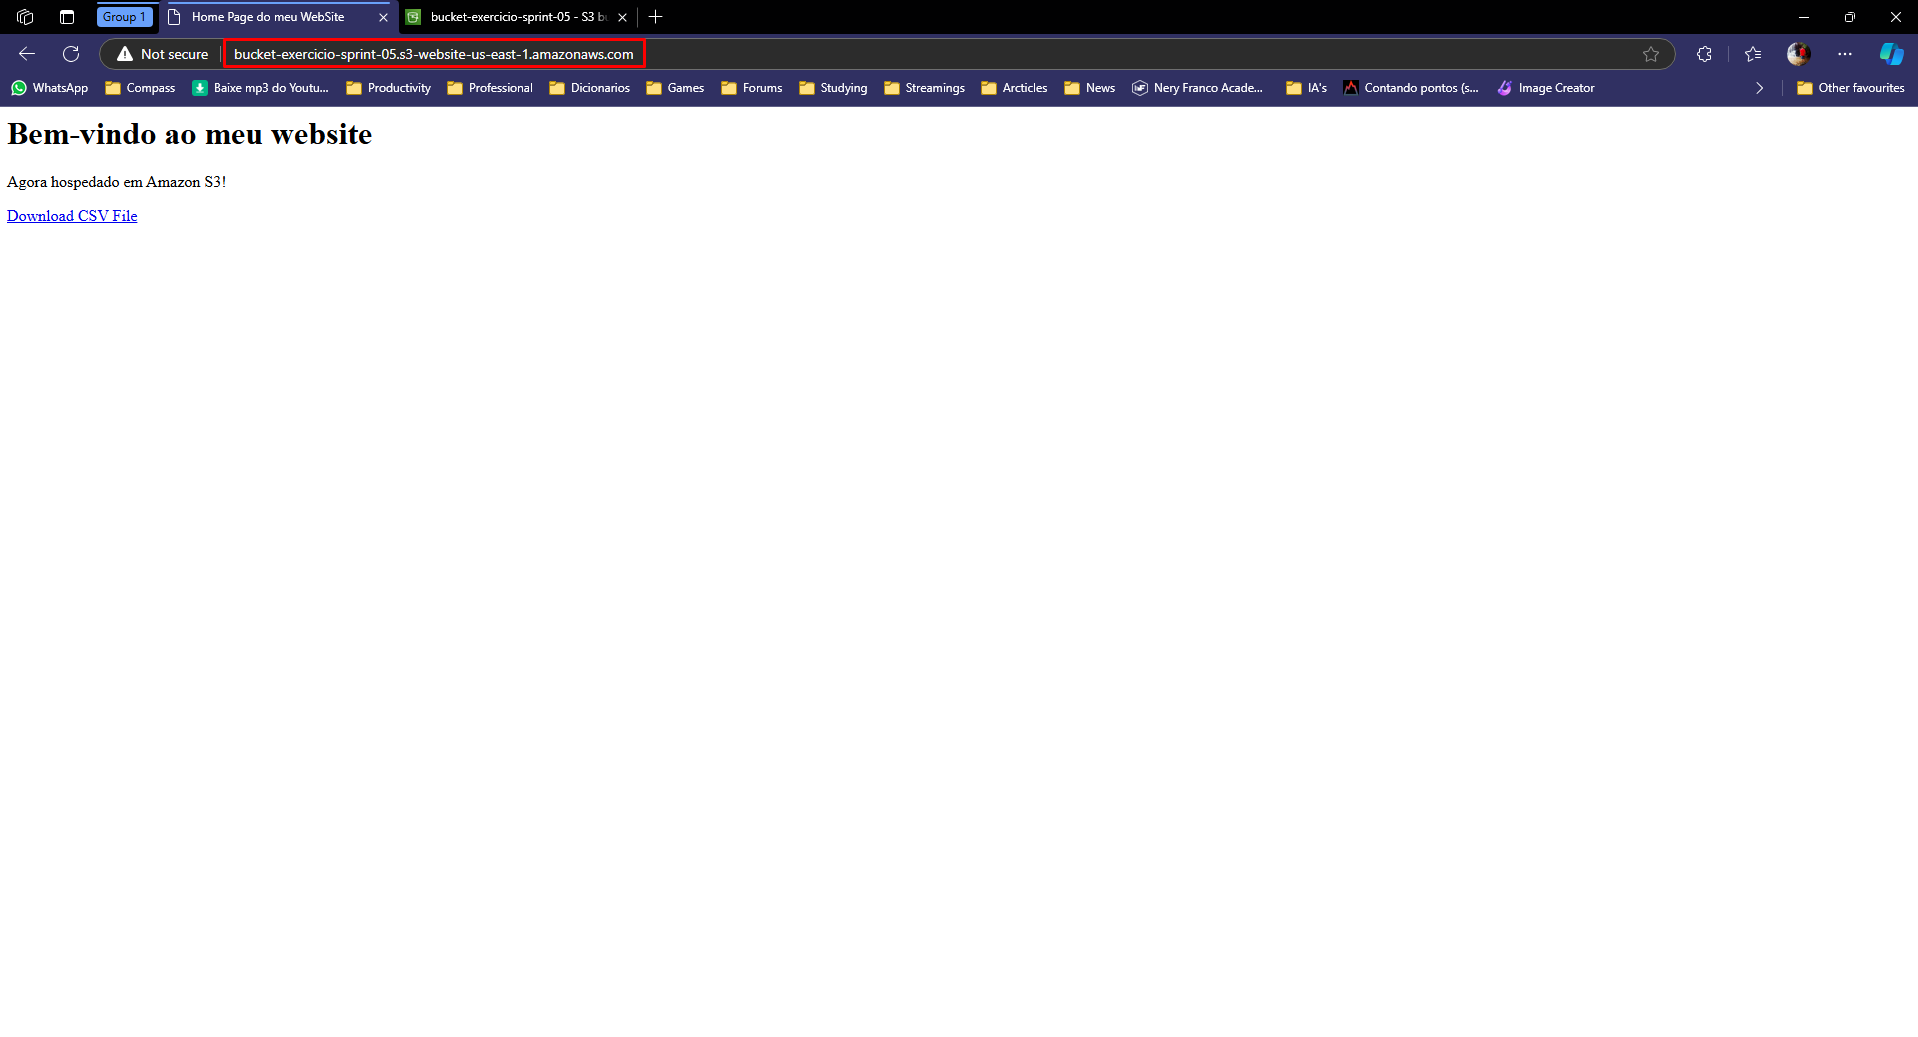 Group 1
Home Page do meu WebSite
bucket-exercicio-sprint-05 - S3 bu
Not secure
bucket-exercicio-sprint-05.s3-website-us-east-1.amazonaws.com
WhatsApp
Compass
Baixe mp3 do Youtu...
Productivity
Professional
Dicionarios
Games
Forums
Studying
Streamings
Arcticles
News
Nery Franco Acade...
IA's
Contando pontos (s...
Image Creator
Other favourites
Bem-vindo ao meu website
Agora hospedado em Amazon S3!
Download CSV File